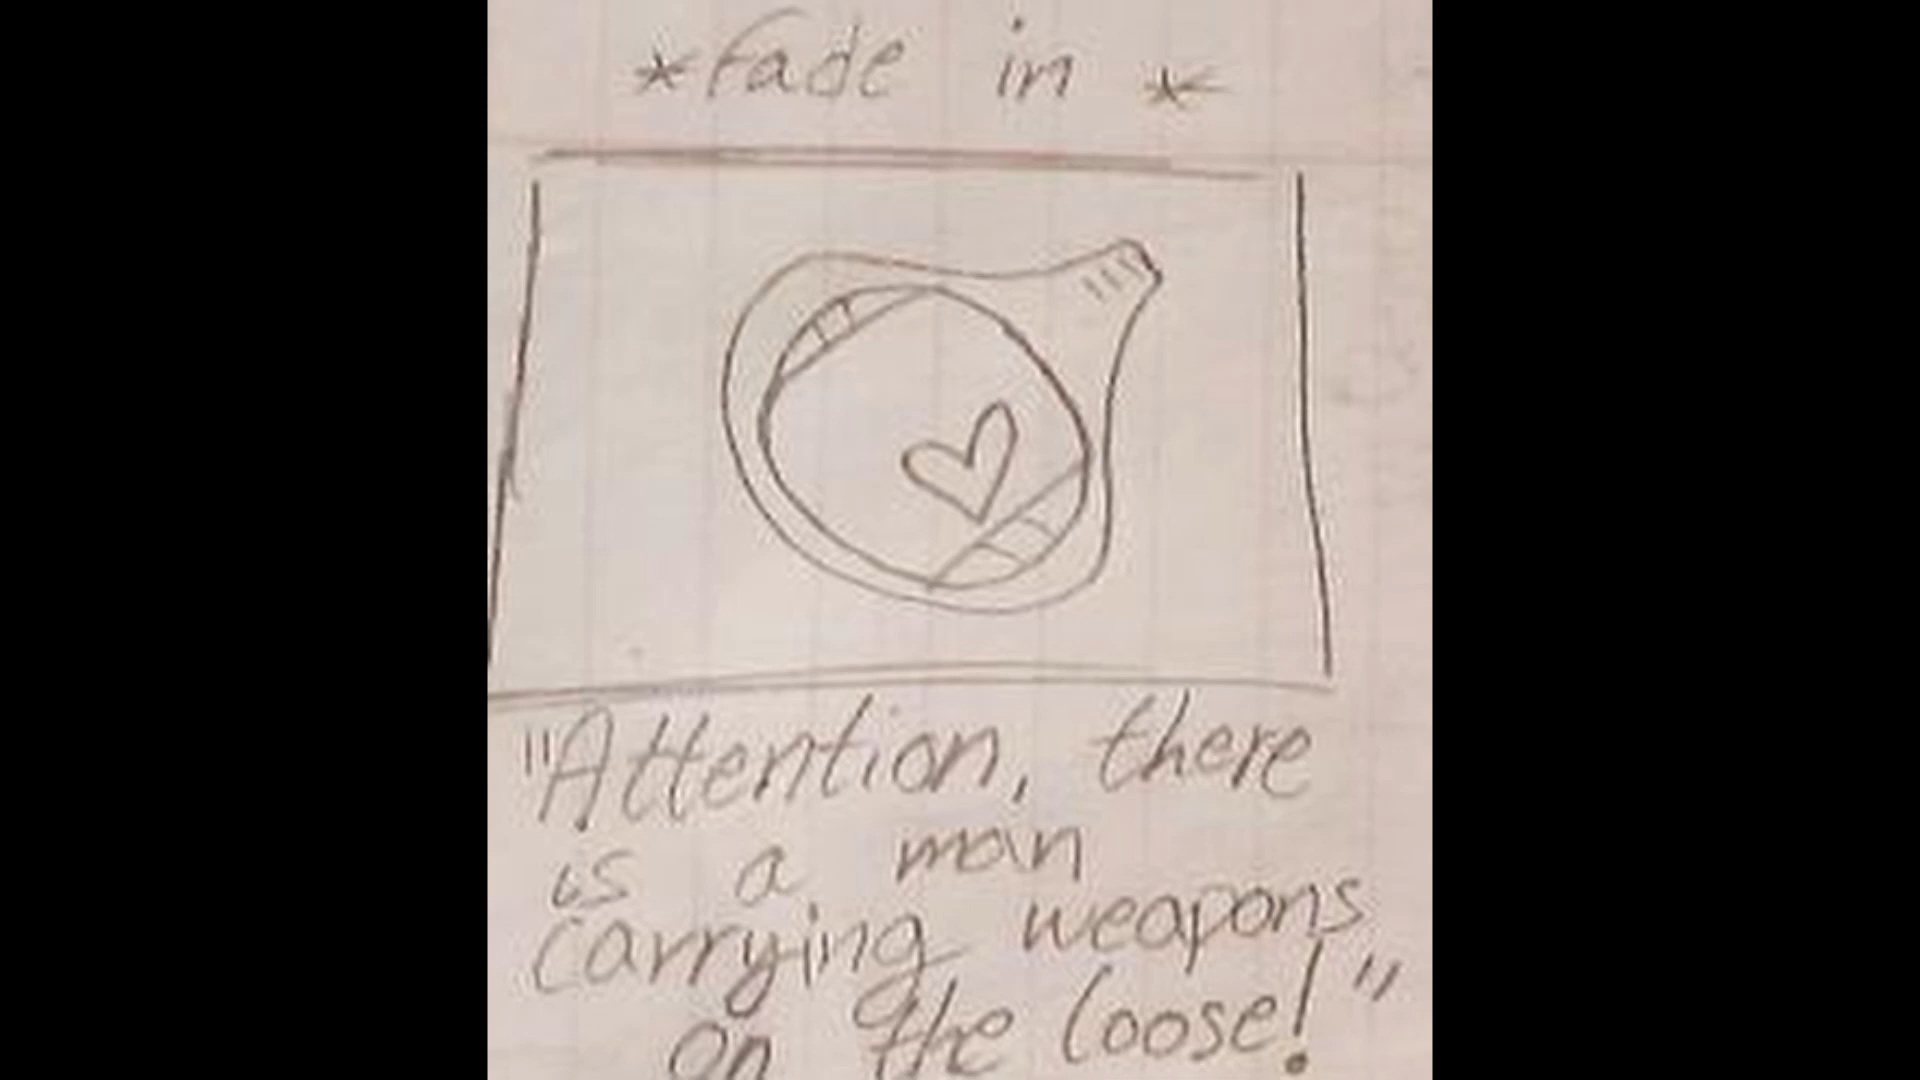 *Fade in*
"Attention, there
is a man
carrying weapons
on the loose!"